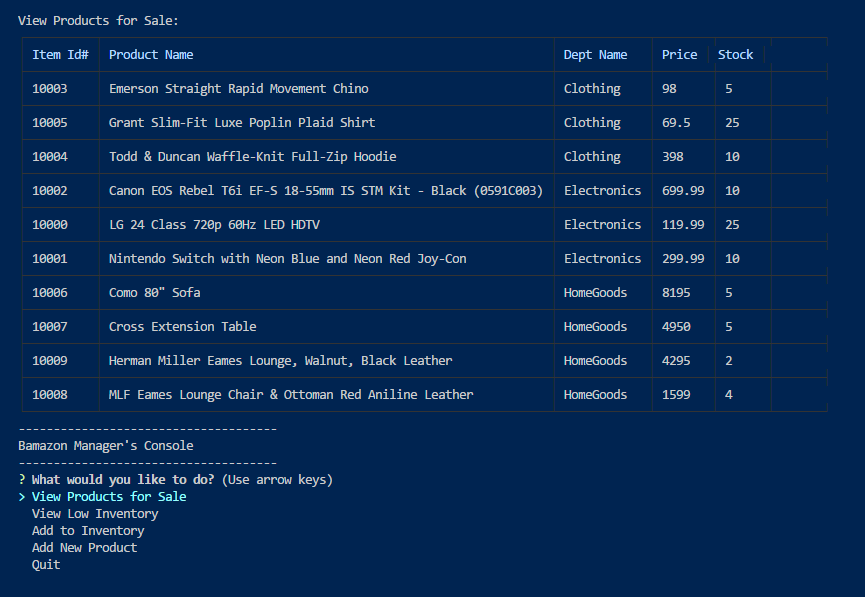 View Products for Sale:
Item Id# Product Name Dept Name Price Stock
10003 Emerson Straight Rapid Movement Chino Clothing 98 5
10005 Grant Slim-Fit Luxe Poplin Plaid Shirt Clothing 69.5 25
10004 Todd & Duncan Waffle-Knit Full-Zip Hoodie Clothing 398 10
10002 Canon EOS Rebel T6i EF-S 18-55mm IS STM Kit - Black (0591C003) Electronics 699.99 10
10000 LG 24 Class 720p 60Hz LED HDTV Electronics 119.99 25
10001 Nintendo Switch with Neon Blue and Neon Red Joy-Con Electronics 299.99 10
10006 Como 80" Sofa HomeGoods 8195 5
10007 Cross Extension Table HomeGoods 4950 5
10009 Herman Miller Eames Lounge, Walnut, Black Leather HomeGoods 4295 2
10008 MLF Eames Lounge Chair & Ottoman Red Aniline Leather HomeGoods 1599 4
-------------------------------------
Bamazon Manager's Console
-------------------------------------
? What would you like to do? (Use arrow keys)
> View Products for Sale
View Low Inventory
Add to Inventory
Add New Product
Quit